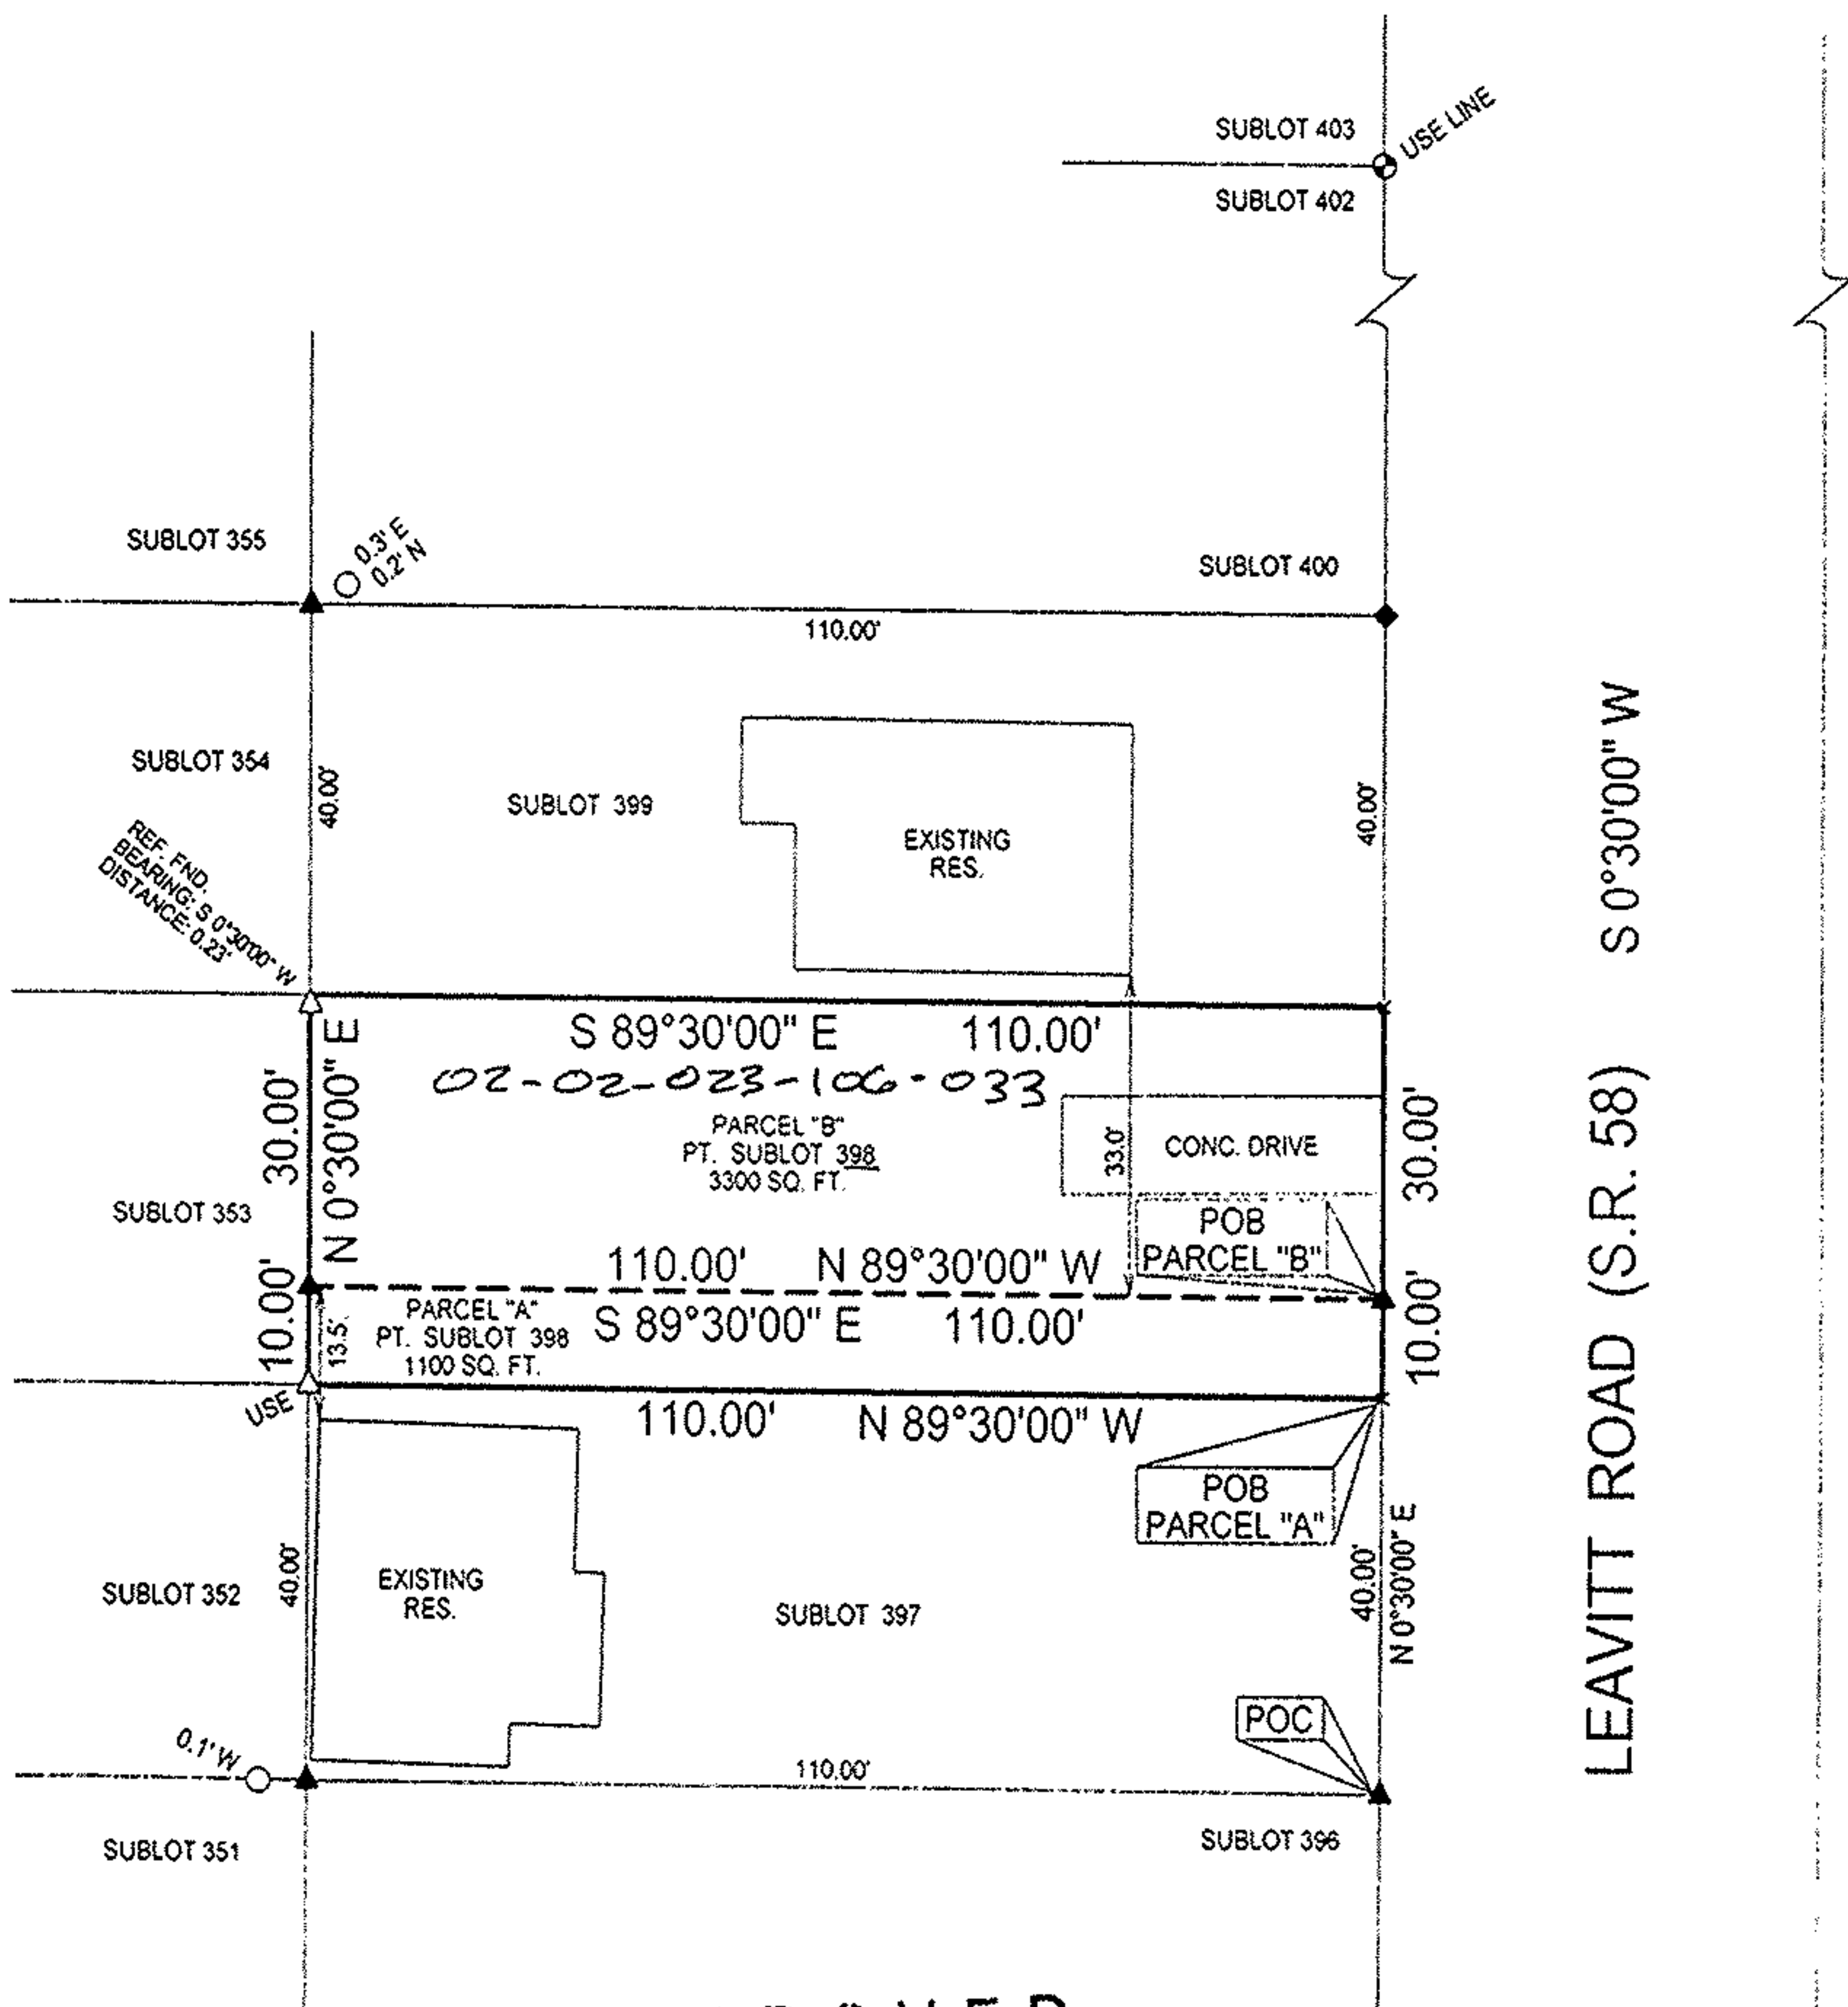 SUBLOT 403
USE LINE
SUBLOT 402
SUBLOT 355
0.3' E
0.2' N
SUBLOT 400
110.00'
SUBLOT 354
40.00'
SUBLOT 399
EXISTING
RES.
40.00'
S 0°30'00" W
REF. FND.
BEARING: S 0°30'00" W
DISTANCE: 0.23'
S 89°30'00" E 110.00'
02-02-023-106-033
30.00'
N 0°30'00" E
PARCEL "B"
PT. SUBLOT 398
3300 SQ. FT.
33.0'
CONC. DRIVE
30.00'
SUBLOT 353
POB
PARCEL "B"
110.00' N 89°30'00" W
10.00'
13.5'
PARCEL "A"
PT. SUBLOT 398
1100 SQ. FT.
S 89°30'00" E 110.00'
10.00'
USE
110.00' N 89°30'00" W
POB
PARCEL "A"
LEAVITT ROAD (S.R. 58)
SUBLOT 352
40.00'
EXISTING
RES.
SUBLOT 397
40.00'
N 0°30'00" E
POC
0.1' W
110.00'
SUBLOT 351
SUBLOT 396